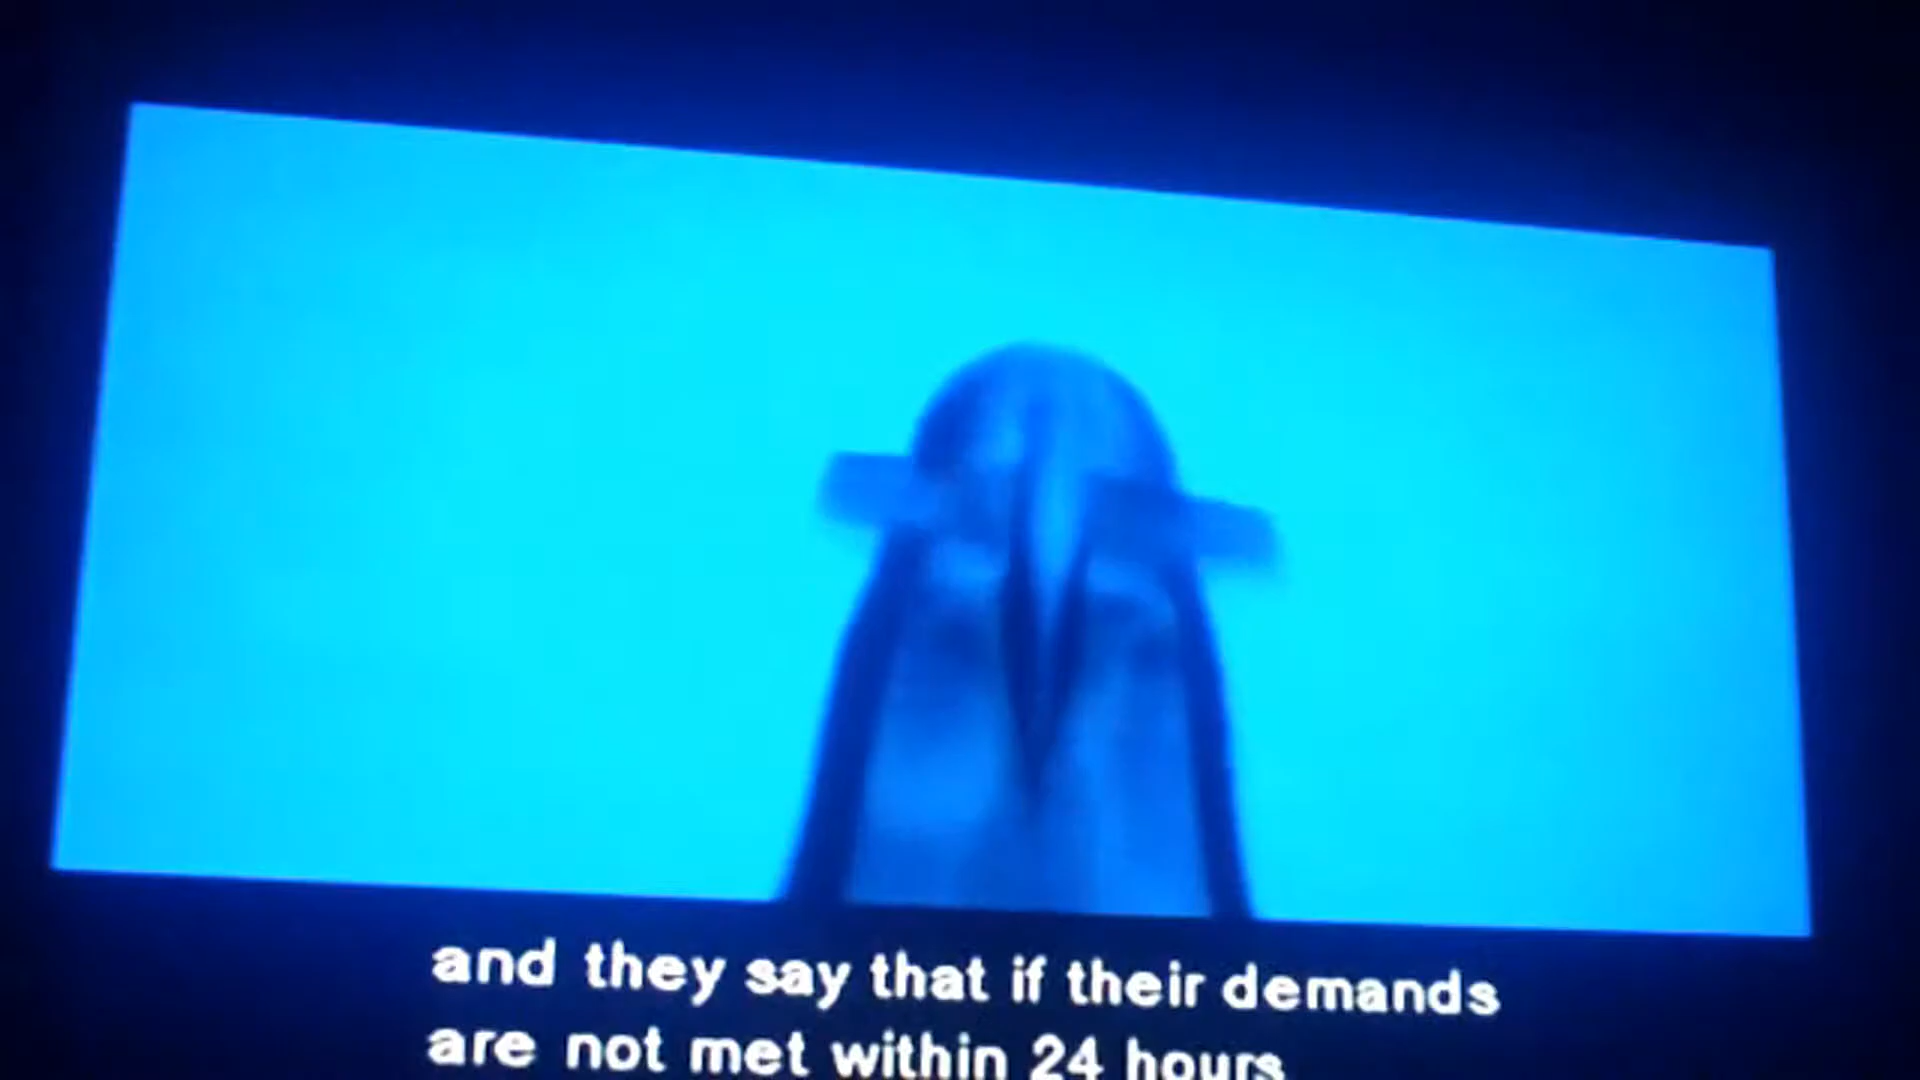 and they say that if their demands
are not met within 24 hours